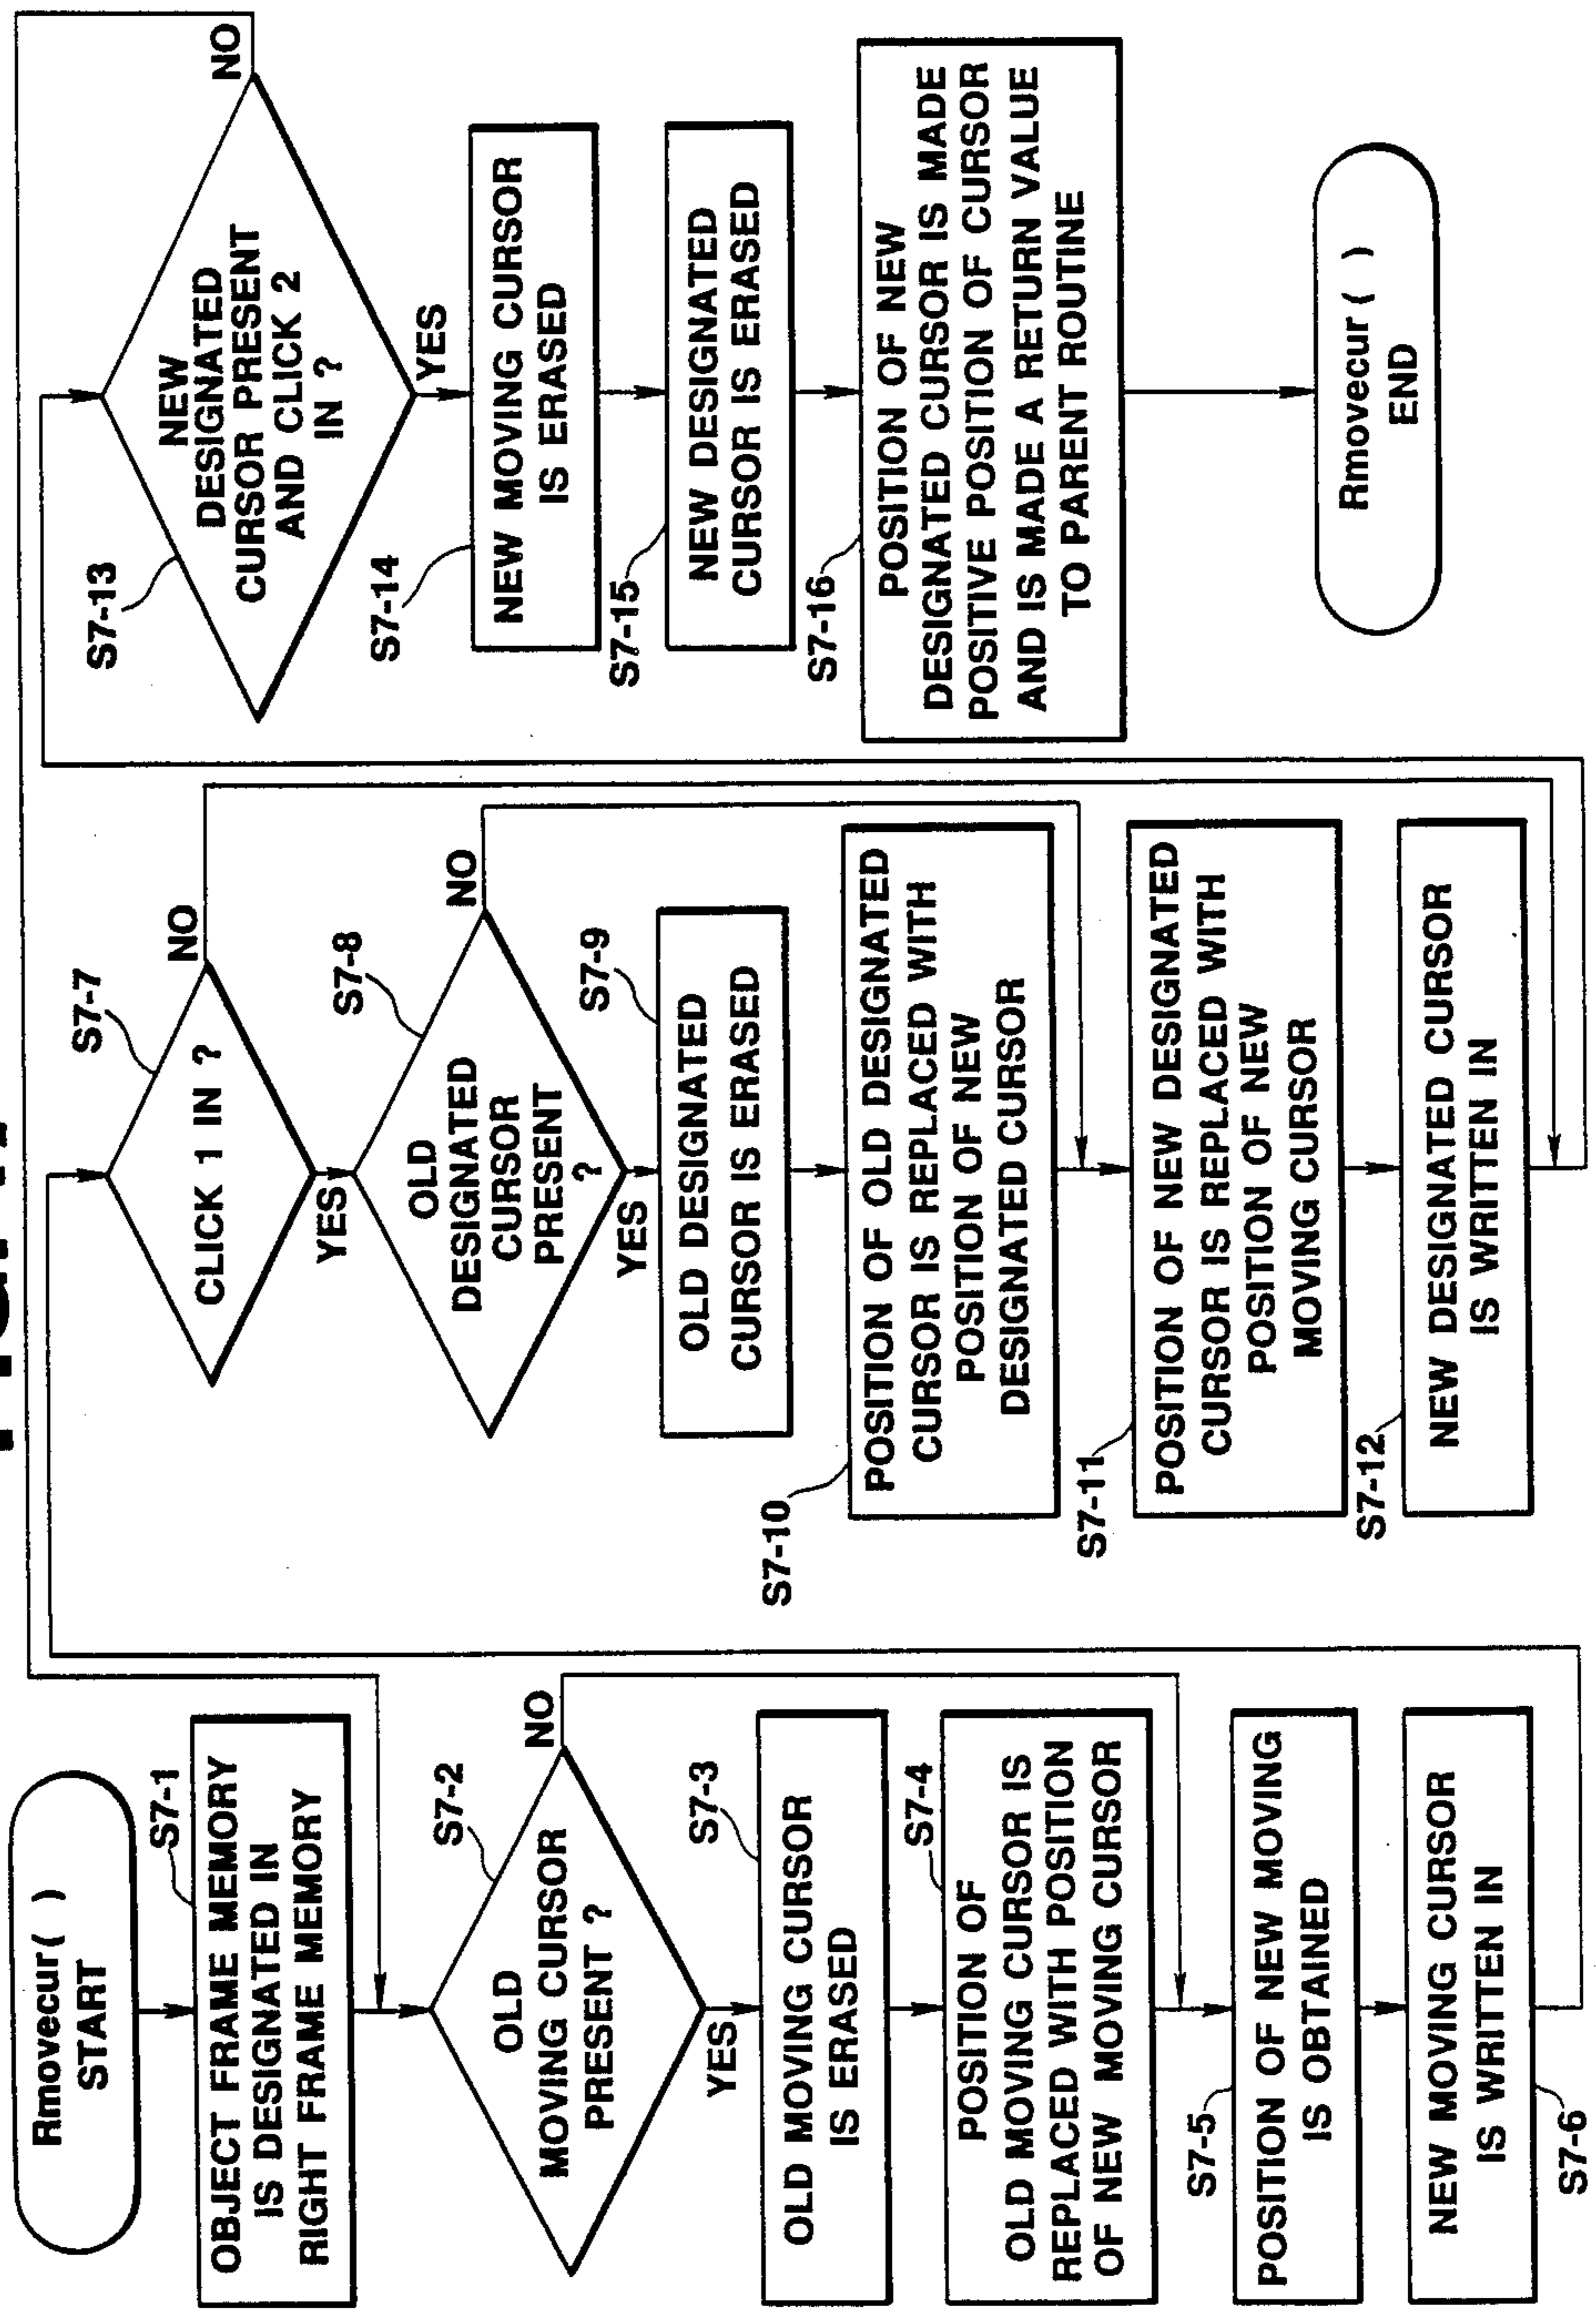 Rmovecur( )
START
S7-1
OBJECT FRAME MEMORY
IS DESIGNATED IN
RIGHT FRAME MEMORY
S7-2
OLD
MOVING CURSOR
PRESENT ?
NO
YES
S7-3
OLD MOVING CURSOR
IS ERASED
S7-4
POSITION OF
OLD MOVING CURSOR IS
REPLACED WITH POSITION
OF NEW MOVING CURSOR
S7-5
POSITION OF NEW MOVING
IS OBTAINED
NEW MOVING CURSOR
IS WRITTEN IN
S7-6
S7-7
CLICK 1 IN ?
NO
YES
S7-8
OLD
DESIGNATED
CURSOR
PRESENT
?
NO
YES
S7-9
OLD DESIGNATED
CURSOR IS ERASED
S7-10
POSITION OF OLD DESIGNATED
CURSOR IS REPLACED WITH
POSITION OF NEW
DESIGNATED CURSOR
S7-11
POSITION OF NEW DESIGNATED
CURSOR IS REPLACED WITH
POSITION OF NEW
MOVING CURSOR
S7-12
NEW DESIGNATED CURSOR
IS WRITTEN IN
S7-13
NEW
DESIGNATED
CURSOR PRESENT
AND CLICK 2
IN ?
NO
YES
S7-14
NEW MOVING CURSOR
IS ERASED
S7-15
NEW DESIGNATED
CURSOR IS ERASED
S7-16
POSITION OF NEW
DESIGNATED CURSOR IS MADE
POSITIVE POSITION OF CURSOR
AND IS MADE A RETURN VALUE
TO PARENT ROUTINE
Rmovecur ( )
END